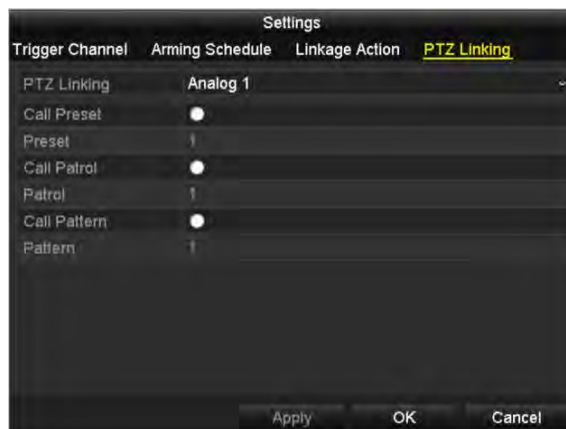 Settings
Trigger Channel Arming Schedule Linkage Action PTZ Linking
PTZ Linking Analog 1
Call Preset
Preset 1
Call Patrol
Patrol 1
Call Pattern
Pattern 1
Apply OK Cancel